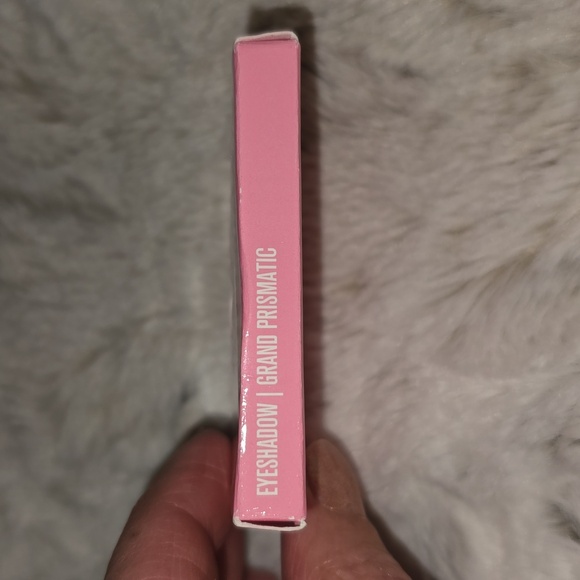 EYESHADOW | GRAND PRISMATIC